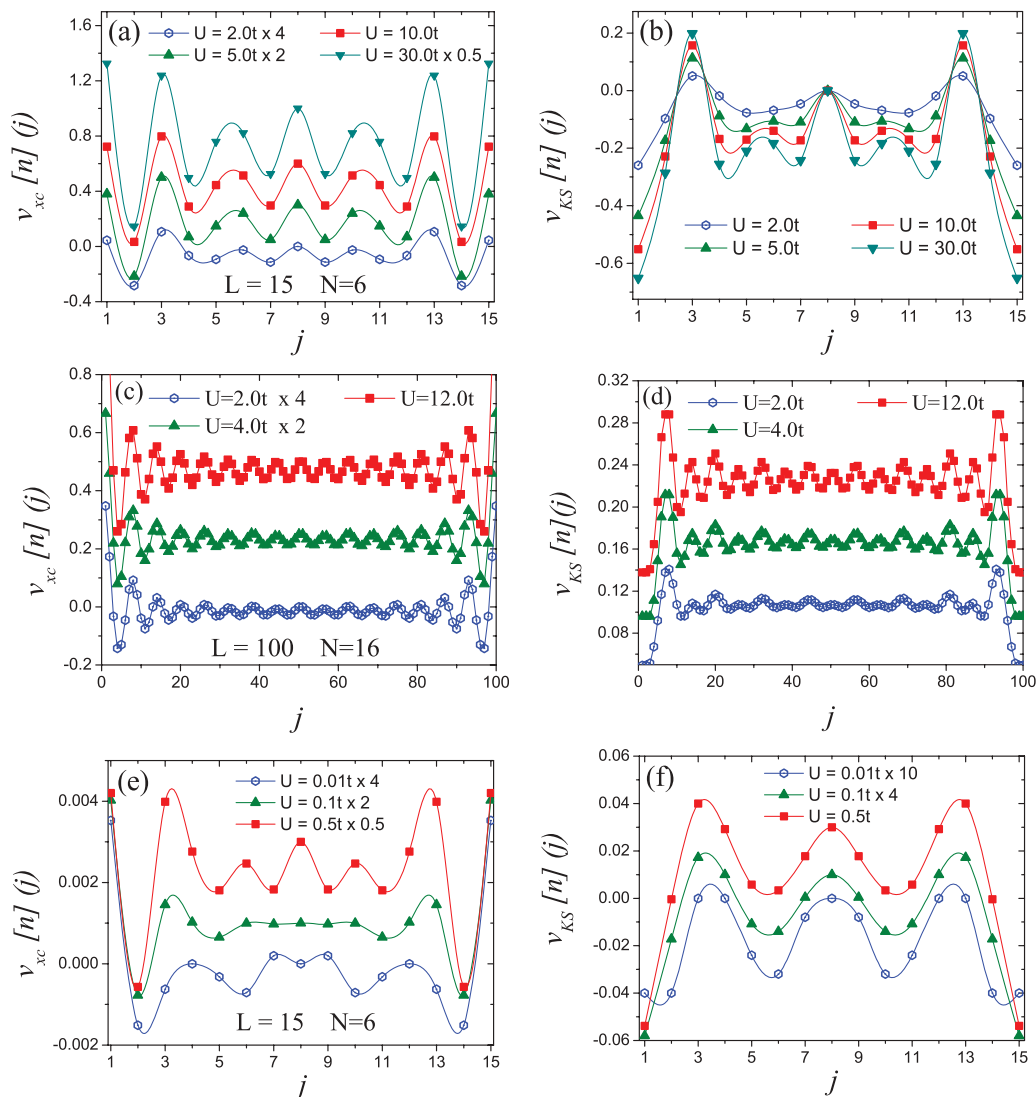 (a)
U = 2.0t x 4 U = 10.0t
U = 5.0t x 2 U = 30.0t x 0.5
1.6
1.2
0.8
0.4
0.0
-0.4
v_xc [n] (j)
L = 15 N=6
1 3 5 7 9 11 13 15
j
(b)
0.2
0.0
-0.2
-0.4
-0.6
v_KS [n] (j)
U = 2.0t U = 10.0t
U = 5.0t U = 30.0t
1 3 5 7 9 11 13 15
j
(c)
U=2.0t x 4 U=12.0t
U=4.0t x 2
0.8
0.6
0.4
0.2
0.0
-0.2
v_xc [n] (j)
L = 100 N=16
0 20 40 60 80 100
j
(d)
U=2.0t U=12.0t
U=4.0t
0.32
0.28
0.24
0.20
0.16
0.12
0.08
v_KS [n] (j)
0 20 40 60 80 100
j
(e)
U = 0.01t x 4
U = 0.1t x 2
U = 0.5t x 0.5
0.004
0.002
0.000
-0.002
v_xc [n] (j)
L = 15 N=6
1 3 5 7 9 11 13 15
j
(f)
U = 0.01t x 10
U = 0.1t x 4
U = 0.5t
0.06
0.04
0.02
0.00
-0.02
-0.04
-0.06
v_KS [n] (j)
1 3 5 7 9 11 13 15
j